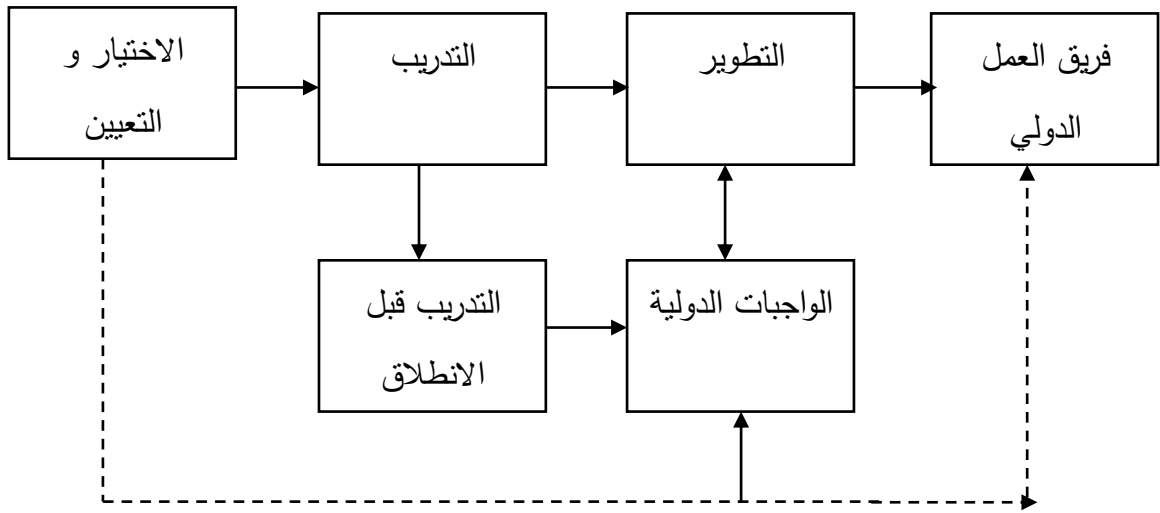 الاختيار و
التعيين
التدريب
التطوير
فريق العمل
الدولي
التدريب قبل
الانطلاق
الواجبات الدولية